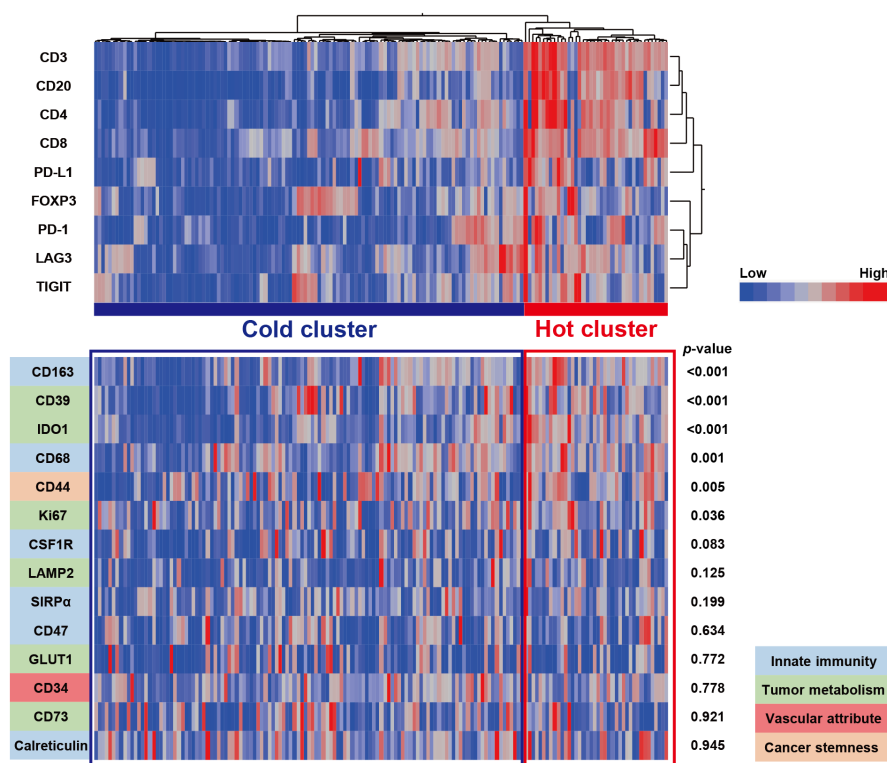 CD3
CD20
CD4
CD8
PD-L1
FOXP3
PD-1
LAG3
TIGIT
Low High
Cold cluster Hot cluster
p-value
CD163 <0.001
CD39 <0.001
IDO1 <0.001
CD68 0.001
CD44 0.005
Ki67 0.036
CSF1R 0.083
LAMP2 0.125
SIRPα 0.199
CD47 0.634
GLUT1 0.772
CD34 0.778
CD73 0.921
Calreticulin 0.945
Innate immunity
Tumor metabolism
Vascular attribute
Cancer stemness